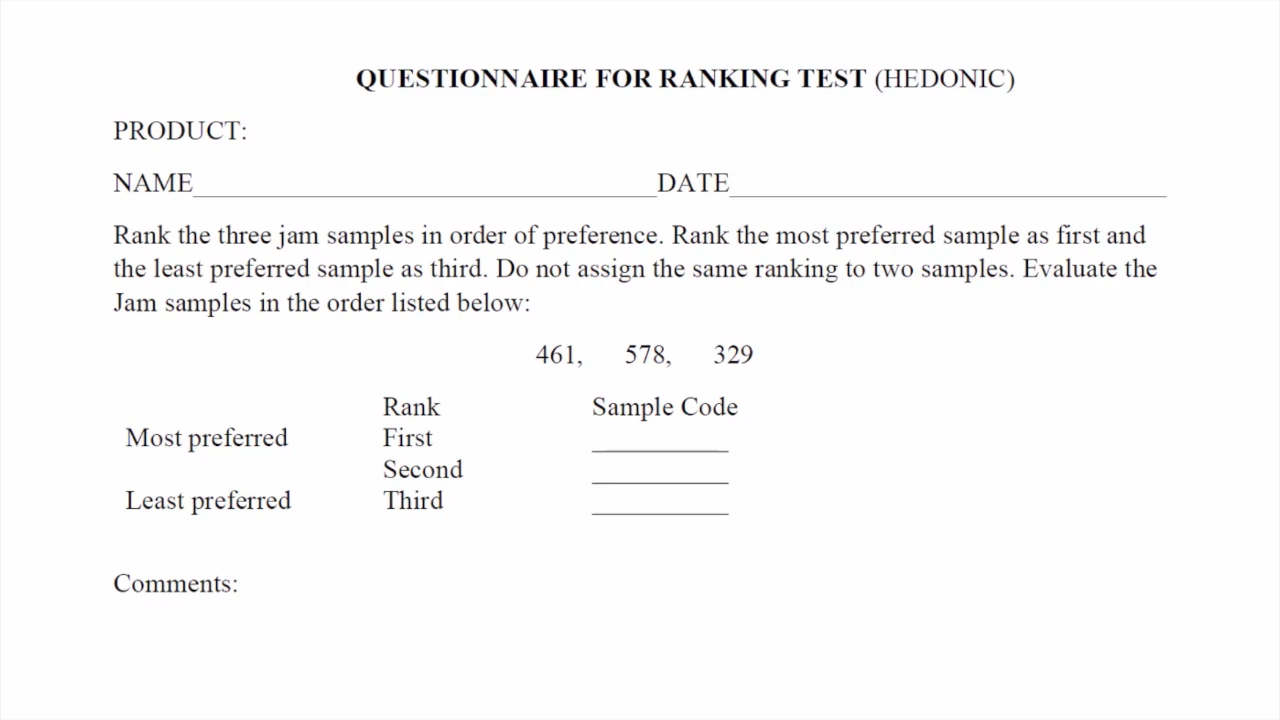 QUESTIONNAIRE FOR RANKING TEST (HEDONIC)
PRODUCT:
NAME DATE
Rank the three jam samples in order of preference. Rank the most preferred sample as first and
the least preferred sample as third. Do not assign the same ranking to two samples. Evaluate the
Jam samples in the order listed below:
461, 578, 329
Rank Sample Code
Most preferred First
Second
Least preferred Third
Comments: